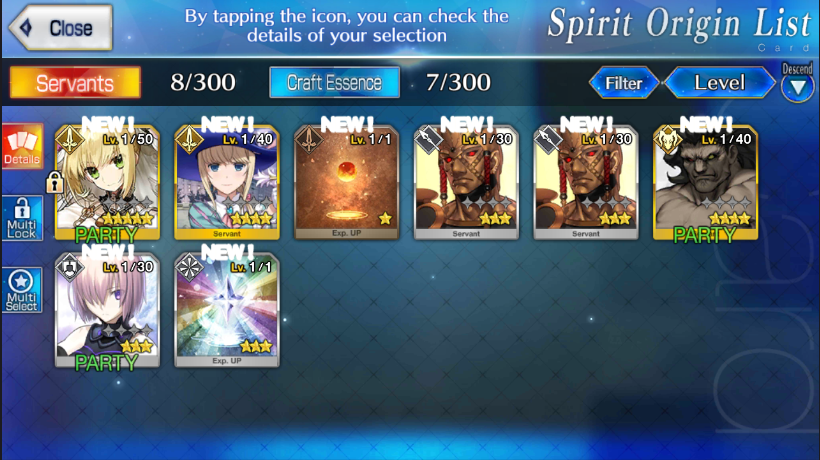 Close
By tapping the icon, you can check the
details of your selection
Spirit Origin List
Card
Servants
8/300
Craft Essence
7/300
Filter
Level
Descend
Details
Multi
Lock
Multi
Select
NEW!
Lv. 1/50
PARTY
NEW!
Lv. 1/40
Servant
NEW!
Lv. 1/1
Exp. UP
NEW!
Lv. 1/30
Servant
NEW!
Lv. 1/30
Servant
NEW!
Lv. 1/40
PARTY
NEW!
Lv. 1/30
PARTY
NEW!
Lv. 1/1
Exp. UP